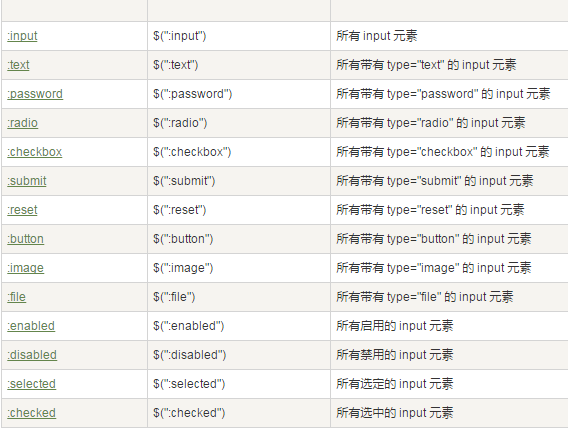 :input $(":input") 所有 input 元素
:text $(":text") 所有带有 type="text" 的 input 元素
:password $(":password") 所有带有 type="password" 的 input 元素
:radio $(":radio") 所有带有 type="radio" 的 input 元素
:checkbox $(":checkbox") 所有带有 type="checkbox" 的 input 元素
:submit $(":submit") 所有带有 type="submit" 的 input 元素
:reset $(":reset") 所有带有 type="reset" 的 input 元素
:button $(":button") 所有带有 type="button" 的 input 元素
:image $(":image") 所有带有 type="image" 的 input 元素
:file $(":file") 所有带有 type="file" 的 input 元素
:enabled $(":enabled") 所有启用的 input 元素
:disabled $(":disabled") 所有禁用的 input 元素
:selected $(":selected") 所有选定的 input 元素
:checked $(":checked") 所有选中的 input 元素